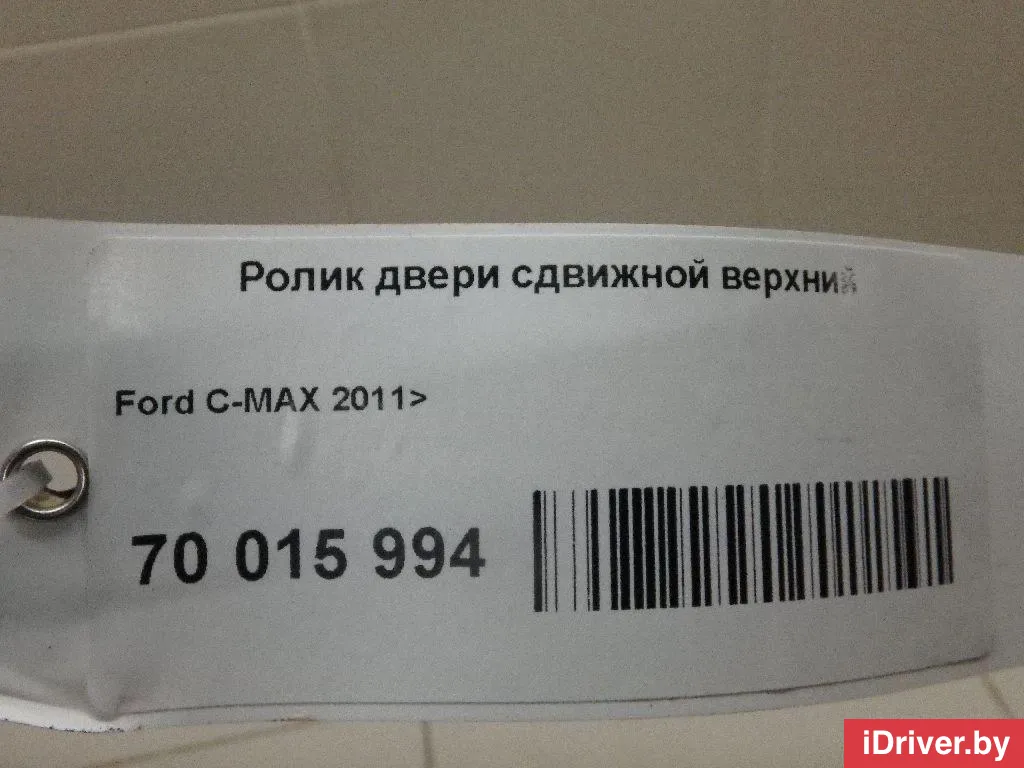 Ролик двери сдвижной верхний
Ford C-MAX 2011>
70 015 994
iDriver.by